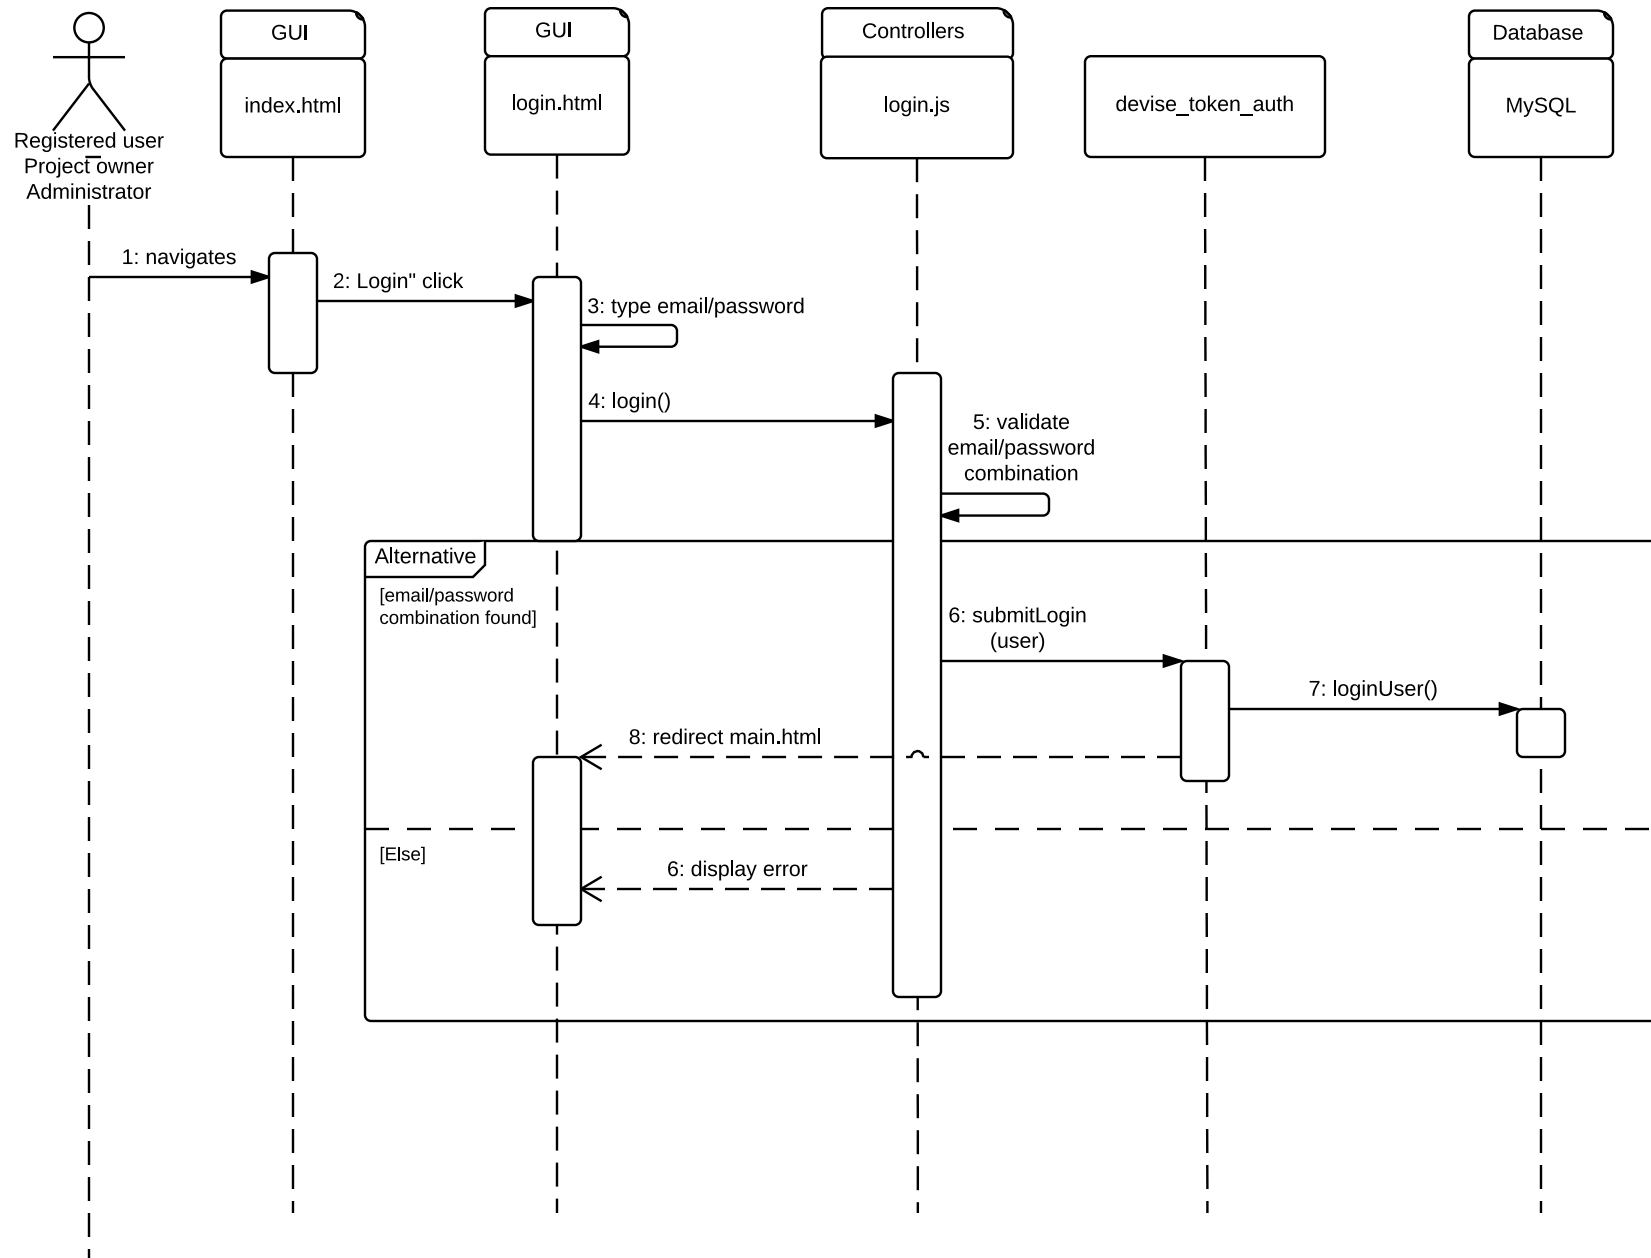 GUI
GUI
Controllers
Database
index.html
login.html
login.js
devise_token_auth
MySQL
Registered user
Project owner
Administrator
1: navigates
2: Login" click
3: type email/password
4: login()
5: validate
email/password
combination
Alternative
[email/password
combination found]
6: submitLogin
(user)
7: loginUser()
8: redirect main.html
[Else]
6: display error